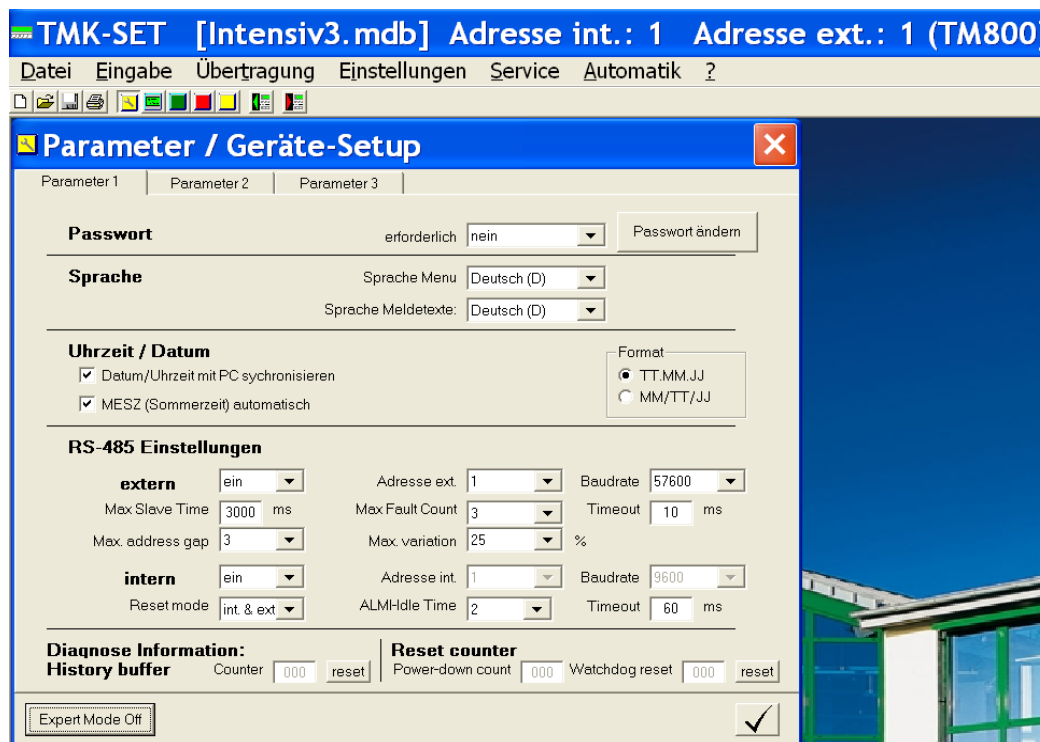 TMK-SET [Intensiv3.mdb] Adresse int.: 1 Adresse ext.: 1 (TM800)
Datei Eingabe Übertragung Einstellungen Service Automatik ?
Parameter / Geräte-Setup
Parameter 1 Parameter 2 Parameter 3
Passwort erforderlich nein Passwort ändern
Sprache Sprache Menu Deutsch (D)
Sprache Meldetexte: Deutsch (D)
Uhrzeit / Datum Format
Datum/Uhrzeit mit PC sychronisieren TT.MM.JJ
MESZ (Sommerzeit) automatisch MM/TT/JJ
RS-485 Einstellungen
extern ein Adresse ext. 1 Baudrate 57600
Max Slave Time 3000 ms Max Fault Count 3 Timeout 10 ms
Max. address gap 3 Max. variation 25 %
intern ein Adresse int. 1 Baudrate 9600
Reset mode int. & ext ALMI-Idle Time 2 Timeout 60 ms
Diagnose Information: Reset counter
History buffer Counter 000 reset Power-down count 000 Watchdog reset 000 reset
Expert Mode Off